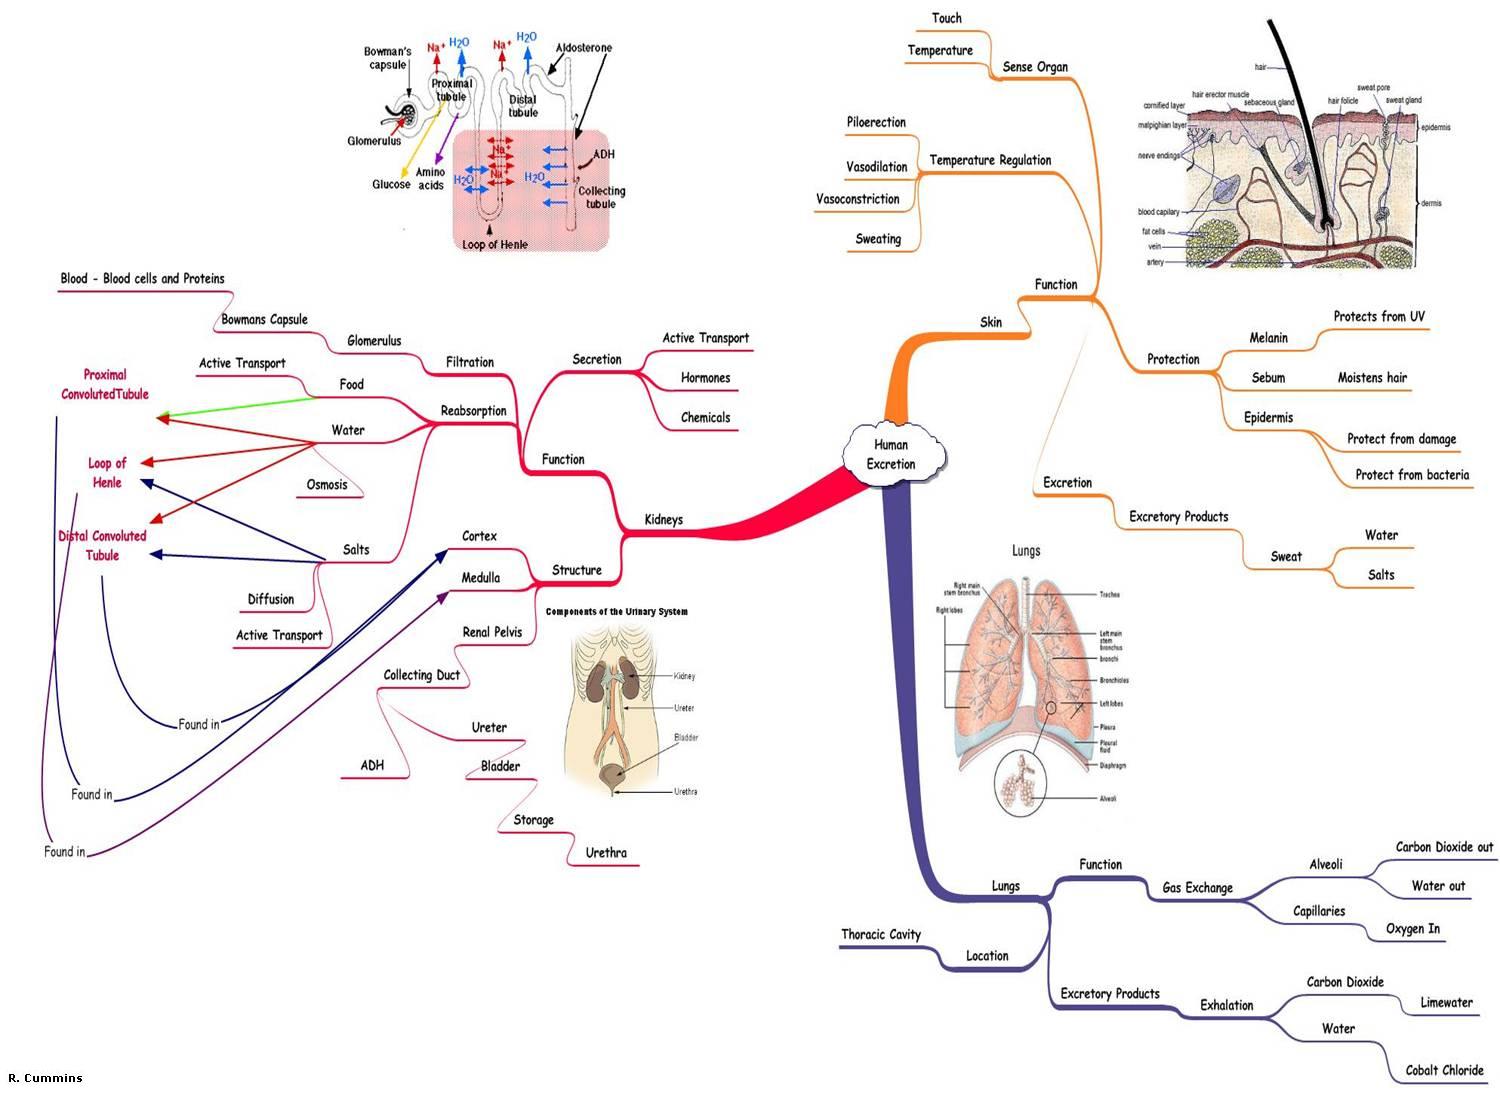 Bowman's
capsule
Na⁺
H2O
Na⁺
H2O
Aldosterone
Proximal
tubule
Distal
tubule
Glomerulus
Glucose
Amino
acids
H2O
Na⁺
Na⁺
H2O
ADH
Collecting
tubule
Loop of Henle
Touch
Temperature
Sense Organ
Piloerection
Vasodilation
Vasoconstriction
Sweating
Temperature Regulation
hair
hair erector muscle
sebaceous gland
hair folicle
sweat pore
sweat gland
cornified layer
malpighian layer
nerve endings
epidermis
dermis
blood capilary
fat cells
vein
artery
Function
Skin
Protection
Melanin
Protects from UV
Sebum
Moistens hair
Epidermis
Protect from damage
Protect from bacteria
Excretion
Excretory Products
Sweat
Water
Salts
Human
Excretion
Blood - Blood cells and Proteins
Bowmans Capsule
Glomerulus
Filtration
Active Transport
Food
Reabsorption
Water
Osmosis
Salts
Diffusion
Active Transport
Proximal
ConvolutedTubule
Loop of
Henle
Distal Convoluted
Tubule
Secretion
Active Transport
Hormones
Chemicals
Function
Kidneys
Structure
Cortex
Medulla
Renal Pelvis
Collecting Duct
ADH
Ureter
Bladder
Storage
Urethra
Found in
Found in
Found in
Components of the Urinary System
Kidney
Ureter
Bladder
Urethra
Lungs
Right main
stem bronchus
Right lobes
Trachea
Left main
stem
bronchus
bronchi
Bronchioles
Left lobes
Pleura
Pleural
fluid
Diaphragm
Alveoli
Lungs
Function
Gas Exchange
Alveoli
Carbon Dioxide out
Water out
Capillaries
Oxygen In
Thoracic Cavity
Location
Excretory Products
Exhalation
Carbon Dioxide
Limewater
Water
Cobalt Chloride
R. Cummins